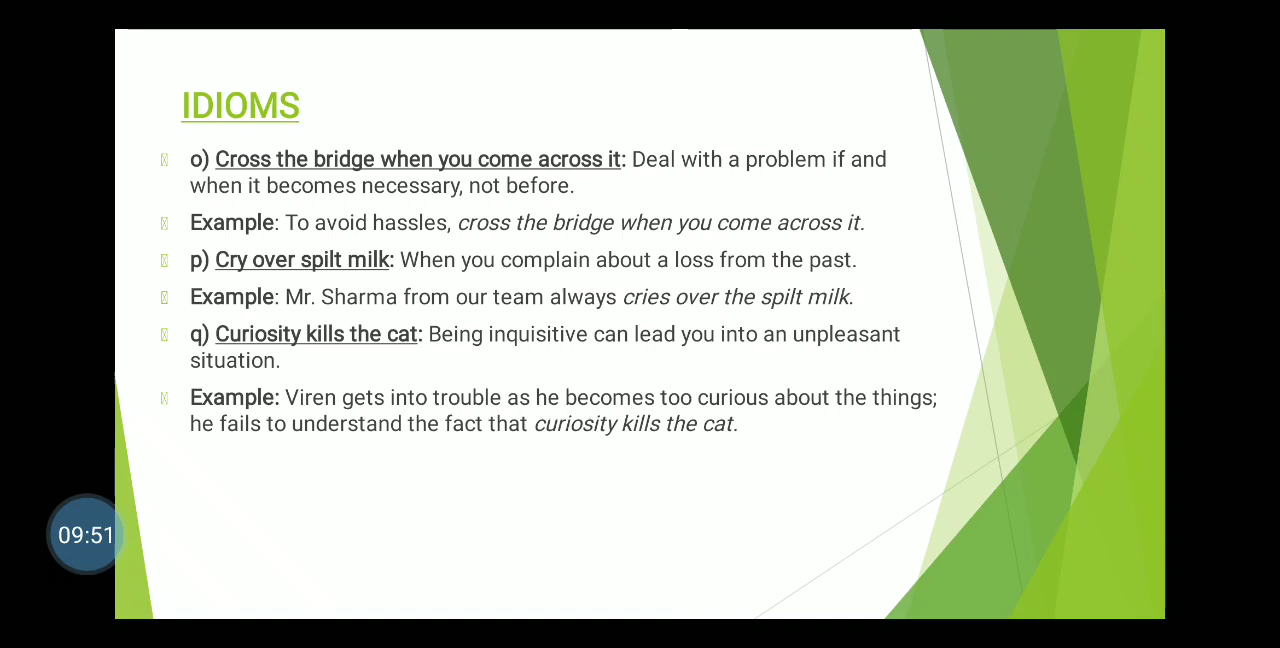 IDIOMS
o) Cross the bridge when you come across it: Deal with a problem if and
when it becomes necessary, not before.
Example: To avoid hassles, cross the bridge when you come across it.
p) Cry over spilt milk: When you complain about a loss from the past.
Example: Mr. Sharma from our team always cries over the spilt milk.
q) Curiosity kills the cat: Being inquisitive can lead you into an unpleasant
situation.
Example: Viren gets into trouble as he becomes too curious about the things;
he fails to understand the fact that curiosity kills the cat.
09:51